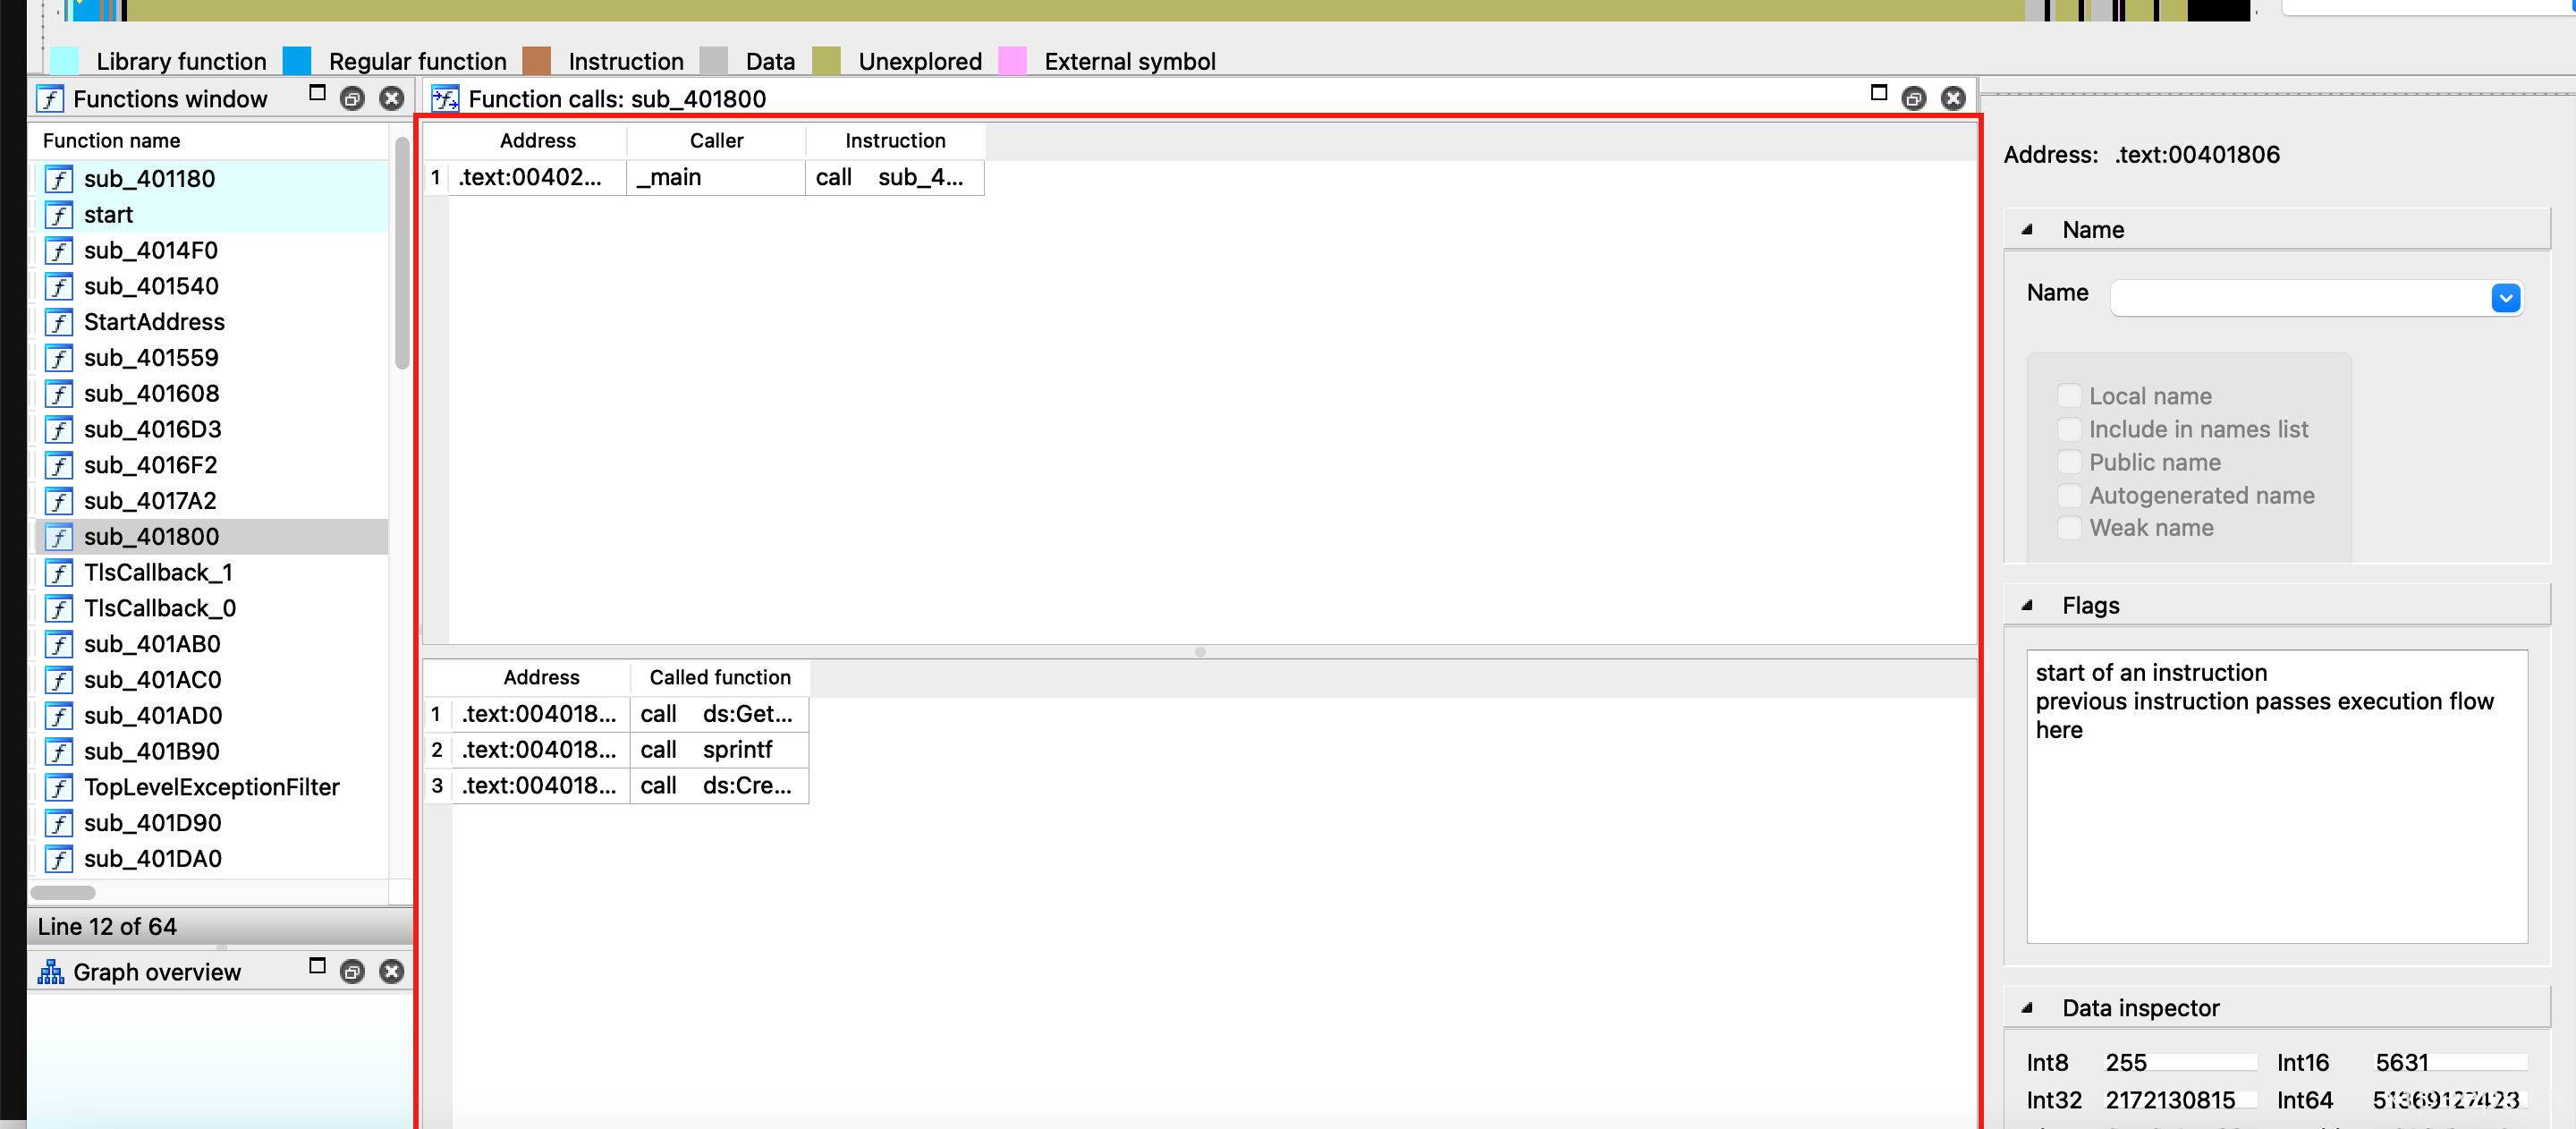 Library function Regular function Instruction Data Unexplored External symbol
Functions window
Function name
sub_401180
start
sub_4014F0
sub_401540
StartAddress
sub_401559
sub_401608
sub_4016D3
sub_4016F2
sub_4017A2
sub_401800
TlsCallback_1
TlsCallback_0
sub_401AB0
sub_401AC0
sub_401AD0
sub_401B90
TopLevelExceptionFilter
sub_401D90
sub_401DA0
Line 12 of 64
Graph overview
Function calls: sub_401800
Address Caller Instruction
1 .text:00402... _main call sub_4...
Address Called function
1 .text:004018... call ds:Get...
2 .text:004018... call sprintf
3 .text:004018... call ds:Cre...
Address: .text:00401806
Name
Name
Local name
Include in names list
Public name
Autogenerated name
Weak name
Flags
start of an instruction
previous instruction passes execution flow
here
Data inspector
Int8 255 Int16 5631
Int32 2172130815 Int64